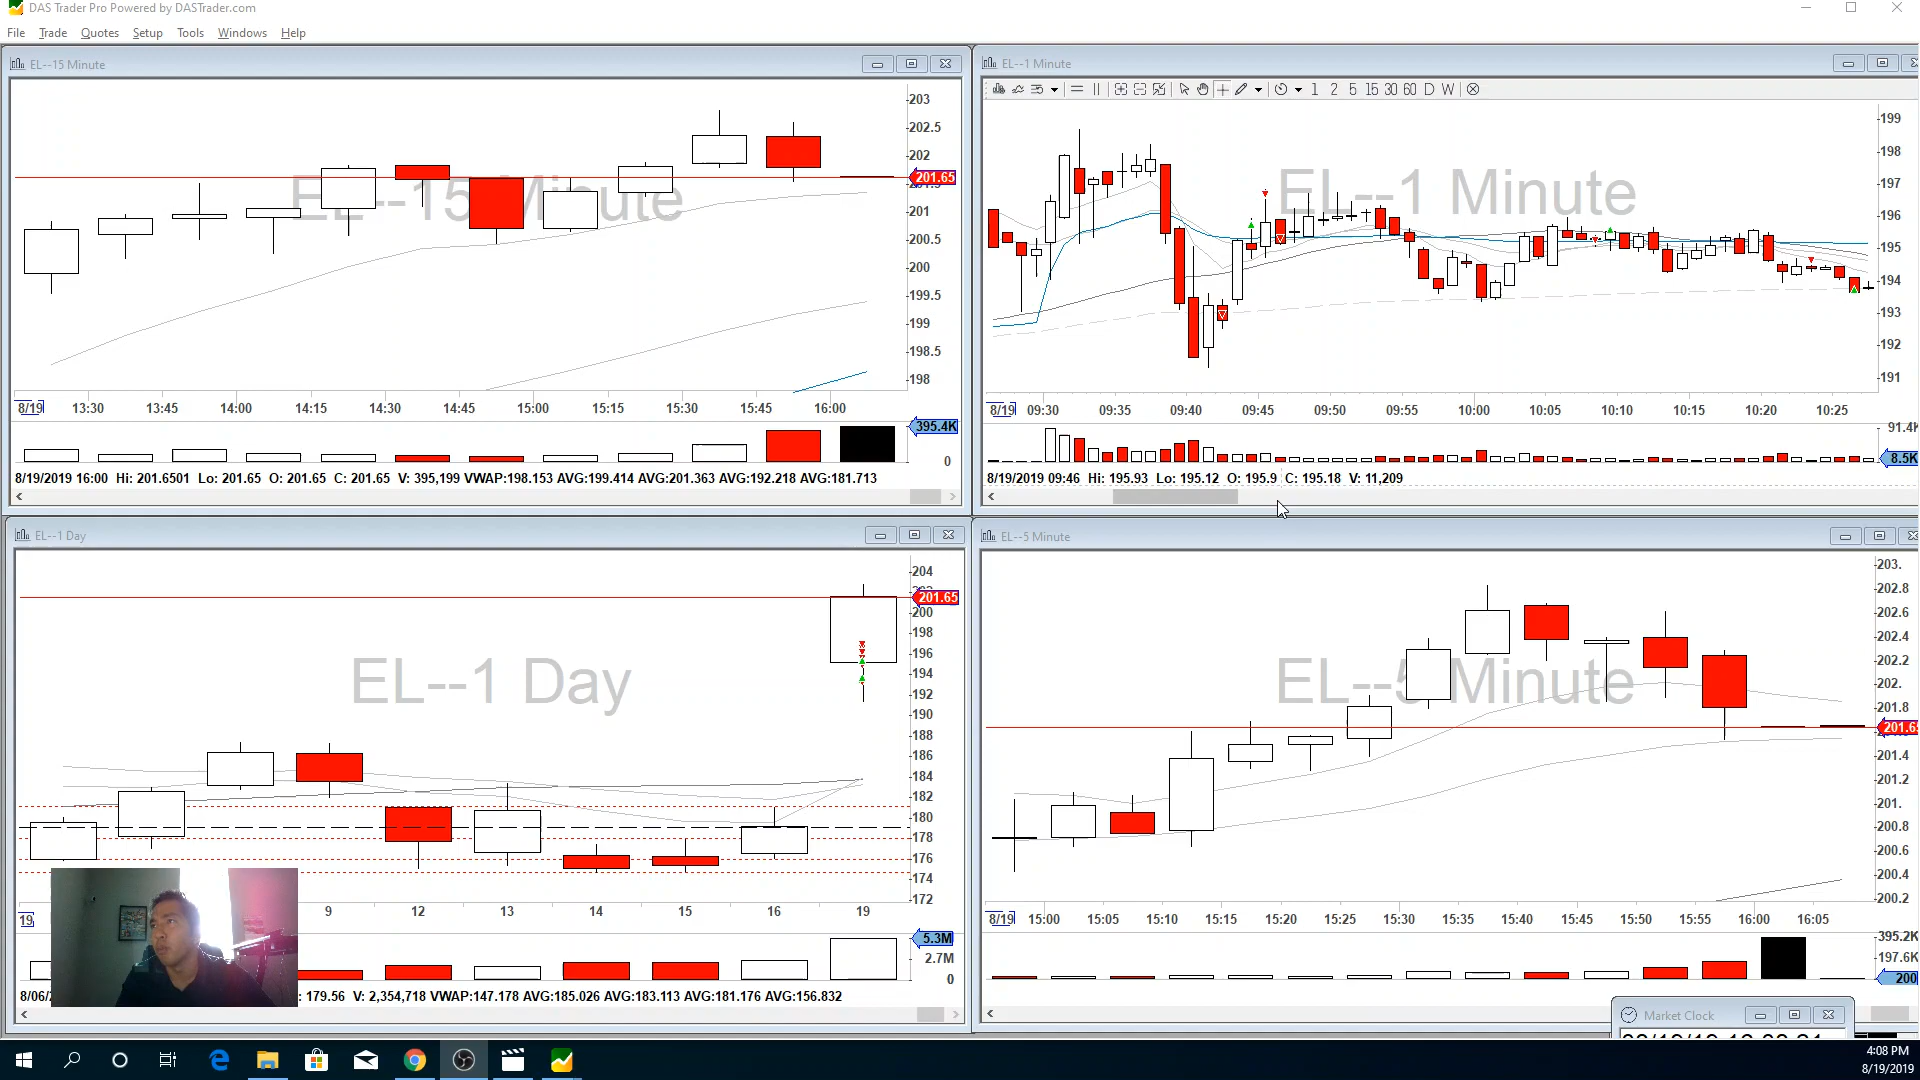 DAS Trader Pro Powered by DASTrader.com
File Trade Quotes Setup Tools Windows Help
EL--15 Minute
EL--15 Minute
203
202.5
202
201.65
201
200.5
200
199.5
199
198.5
198
8/19 13:30 13:45 14:00 14:15 14:30 14:45 15:00 15:15 15:30 15:45 16:00
395.4K
0
8/19/2019 16:00 Hi: 201.6501 Lo: 201.65 O: 201.65 C: 201.65 V: 395,199 VWAP:198.153 AVG:199.414 AVG:201.363 AVG:192.218 AVG:181.713
EL--1 Minute
1 2 5 15 30 60 D W
EL--1 Minute
199
198
197
196
195
194
193
192
191
8/19 09:30 09:35 09:40 09:45 09:50 09:55 10:00 10:05 10:10 10:15 10:20 10:25
91.4K
8.5K
8/19/2019 09:46 Hi: 195.93 Lo: 195.12 O: 195.9 C: 195.18 V: 11,209
EL--1 Day
EL--1 Day
204
201.65
200
198
196
194
192
190
188
186
184
182
180
178
176
174
172
19 9 12 13 14 15 16 19
5.3M
2.7M
0
8/06/ : 179.56 V: 2,354,718 VWAP:147.178 AVG:185.026 AVG:183.113 AVG:181.176 AVG:156.832
EL--5 Minute
EL--5 Minute
203.
202.8
202.6
202.4
202.2
202.
201.8
201.6
201.4
201.2
201.
200.8
200.6
200.4
200.2
8/19 15:00 15:05 15:10 15:15 15:20 15:25 15:30 15:35 15:40 15:45 15:50 15:55 16:00 16:05
395.2K
197.6K
200
Market Clock
4:08 PM
8/19/2019